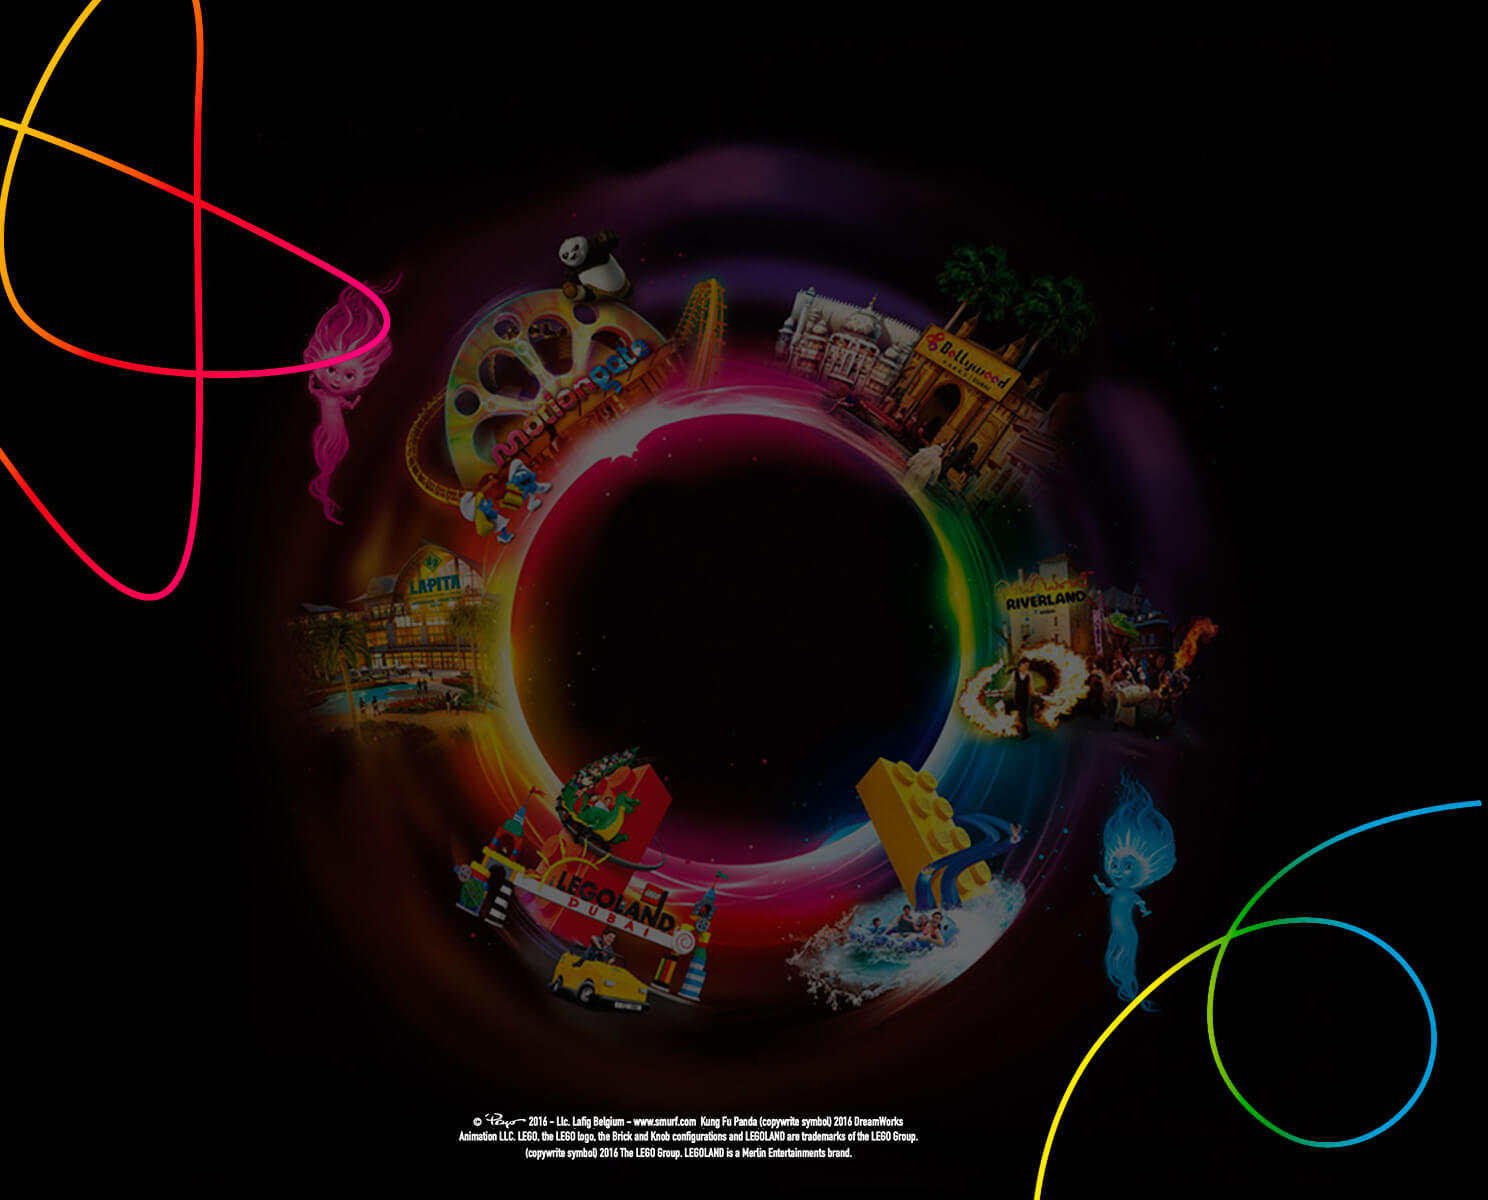 motiongate
Bollywood
PARKS DUBAI
LAPITA
RIVERLAND
DUBAI
LEGO
LEGOLAND
DUBAI
© Peyo 2016 – Llc. Lafig Belgium – www.smurf.com Kung Fu Panda (copywrite symbol) 2016 DreamWorks
Animation LLC. LEGO, the LEGO logo, the Brick and Knob configurations and LEGOLAND are trademarks of the LEGO Group.
(copywrite symbol) 2016 The LEGO Group. LEGOLAND is a Merlin Entertainments brand.